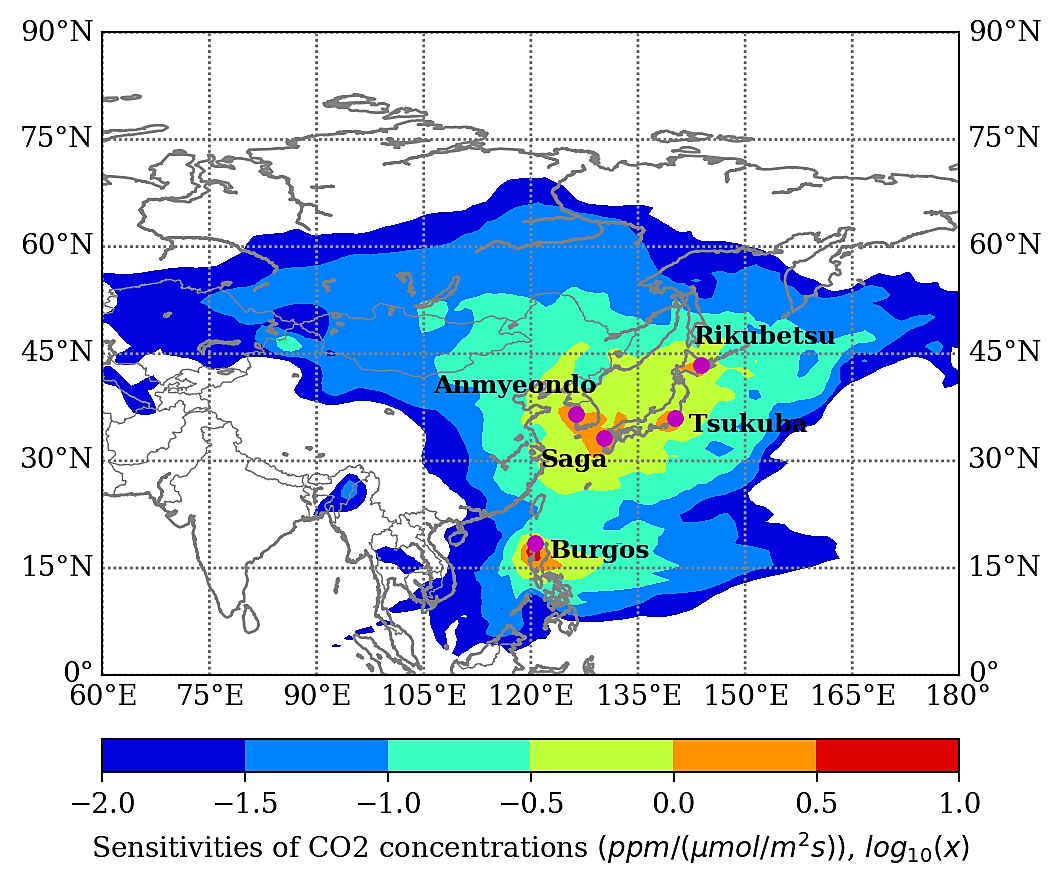 90°N 90°N
75°N 75°N
60°N 60°N
Rikubetsu
45°N 45°N
Anmyeondo
Tsukuba
30°N Saga 30°N
Burgos
15°N 15°N
0° 0°
60°E 75°E 90°E 105°E 120°E 135°E 150°E 165°E 180°
−2.0 −1.5 −1.0 −0.5 0.0 0.5 1.0
Sensitivities of CO2 concentrations (ppm/(μmol/m²s)), log₁₀(x)